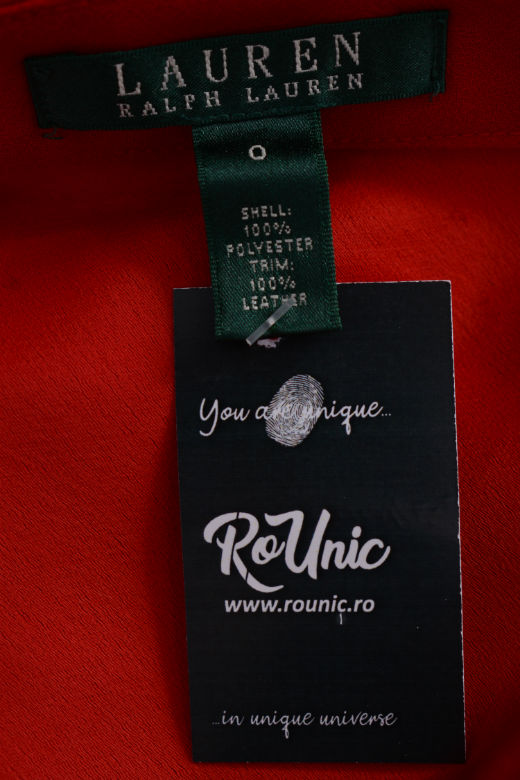 LAUREN
RALPH LAUREN
0
SHELL:
100%
POLYESTER
TRIM:
100%
LEATHER
You are unique...
RoUnic
www.rounic.ro
...in unique universe